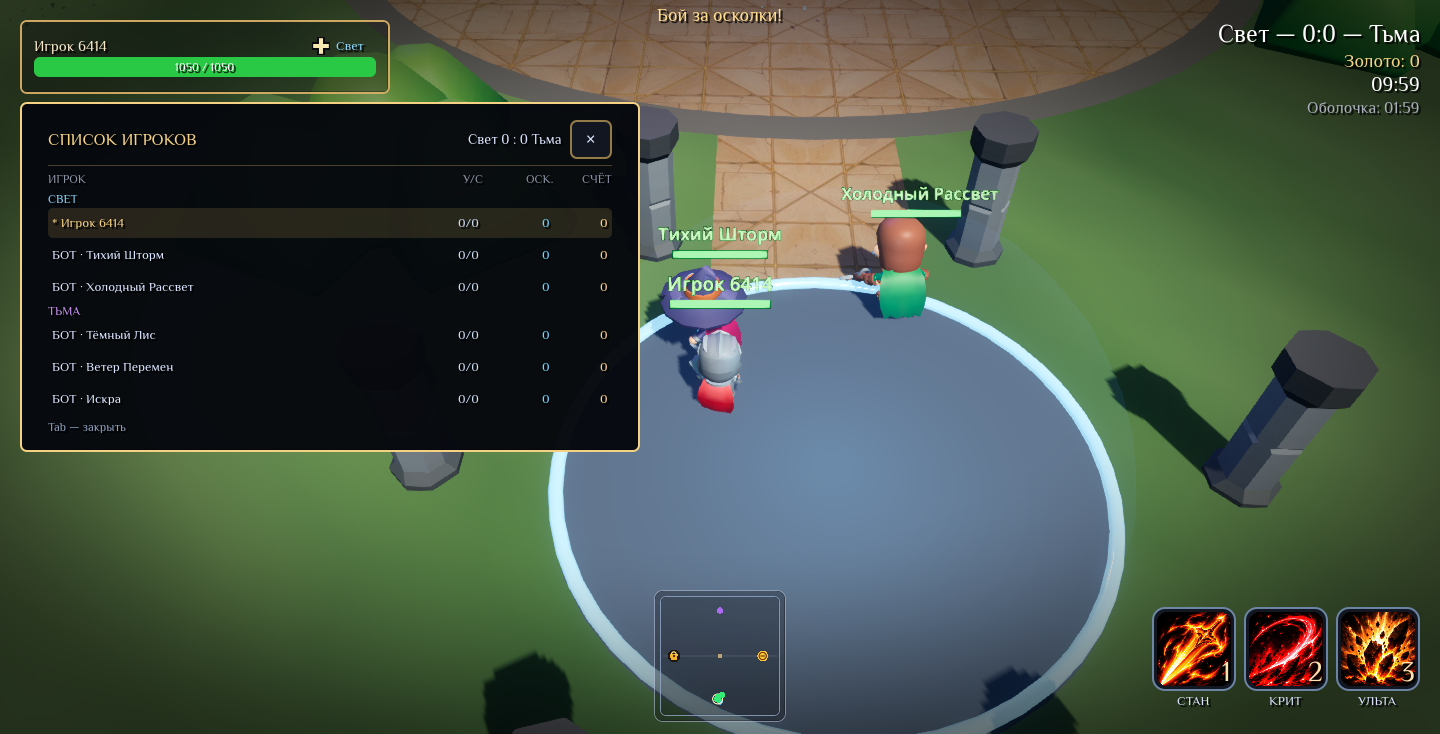 Бой за осколки!
Игрок 6414
Свет
1050 / 1050
Свет — 0:0 — Тьма
Золото: 0
09:59
Оболочка: 01:59
СПИСОК ИГРОКОВ
Свет 0 : 0 Тьма
×
ИГРОК У/С ОСК. СЧЁТ
СВЕТ
* Игрок 6414 0/0 0 0
БОТ · Тихий Шторм 0/0 0 0
БОТ · Холодный Рассвет 0/0 0 0
ТЬМА
БОТ · Тёмный Лис 0/0 0 0
БОТ · Ветер Перемен 0/0 0 0
БОТ · Искра 0/0 0 0
Tab — закрыть
Холодный Рассвет
Тихий Шторм
Игрок 6414
1 2 3
СТАН КРИТ УЛЬТА